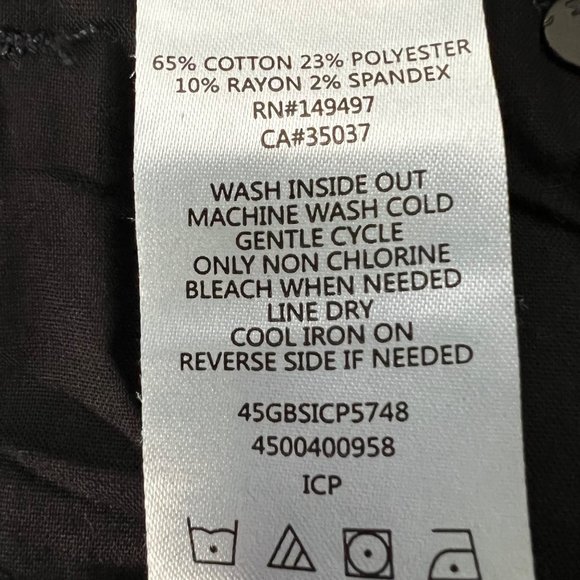 65% COTTON 23% POLYESTER
10% RAYON 2% SPANDEX
RN#149497
CA#35037
WASH INSIDE OUT
MACHINE WASH COLD
GENTLE CYCLE
ONLY NON CHLORINE
BLEACH WHEN NEEDED
LINE DRY
COOL IRON ON
REVERSE SIDE IF NEEDED
45GBSICP5748
4500400958
ICP